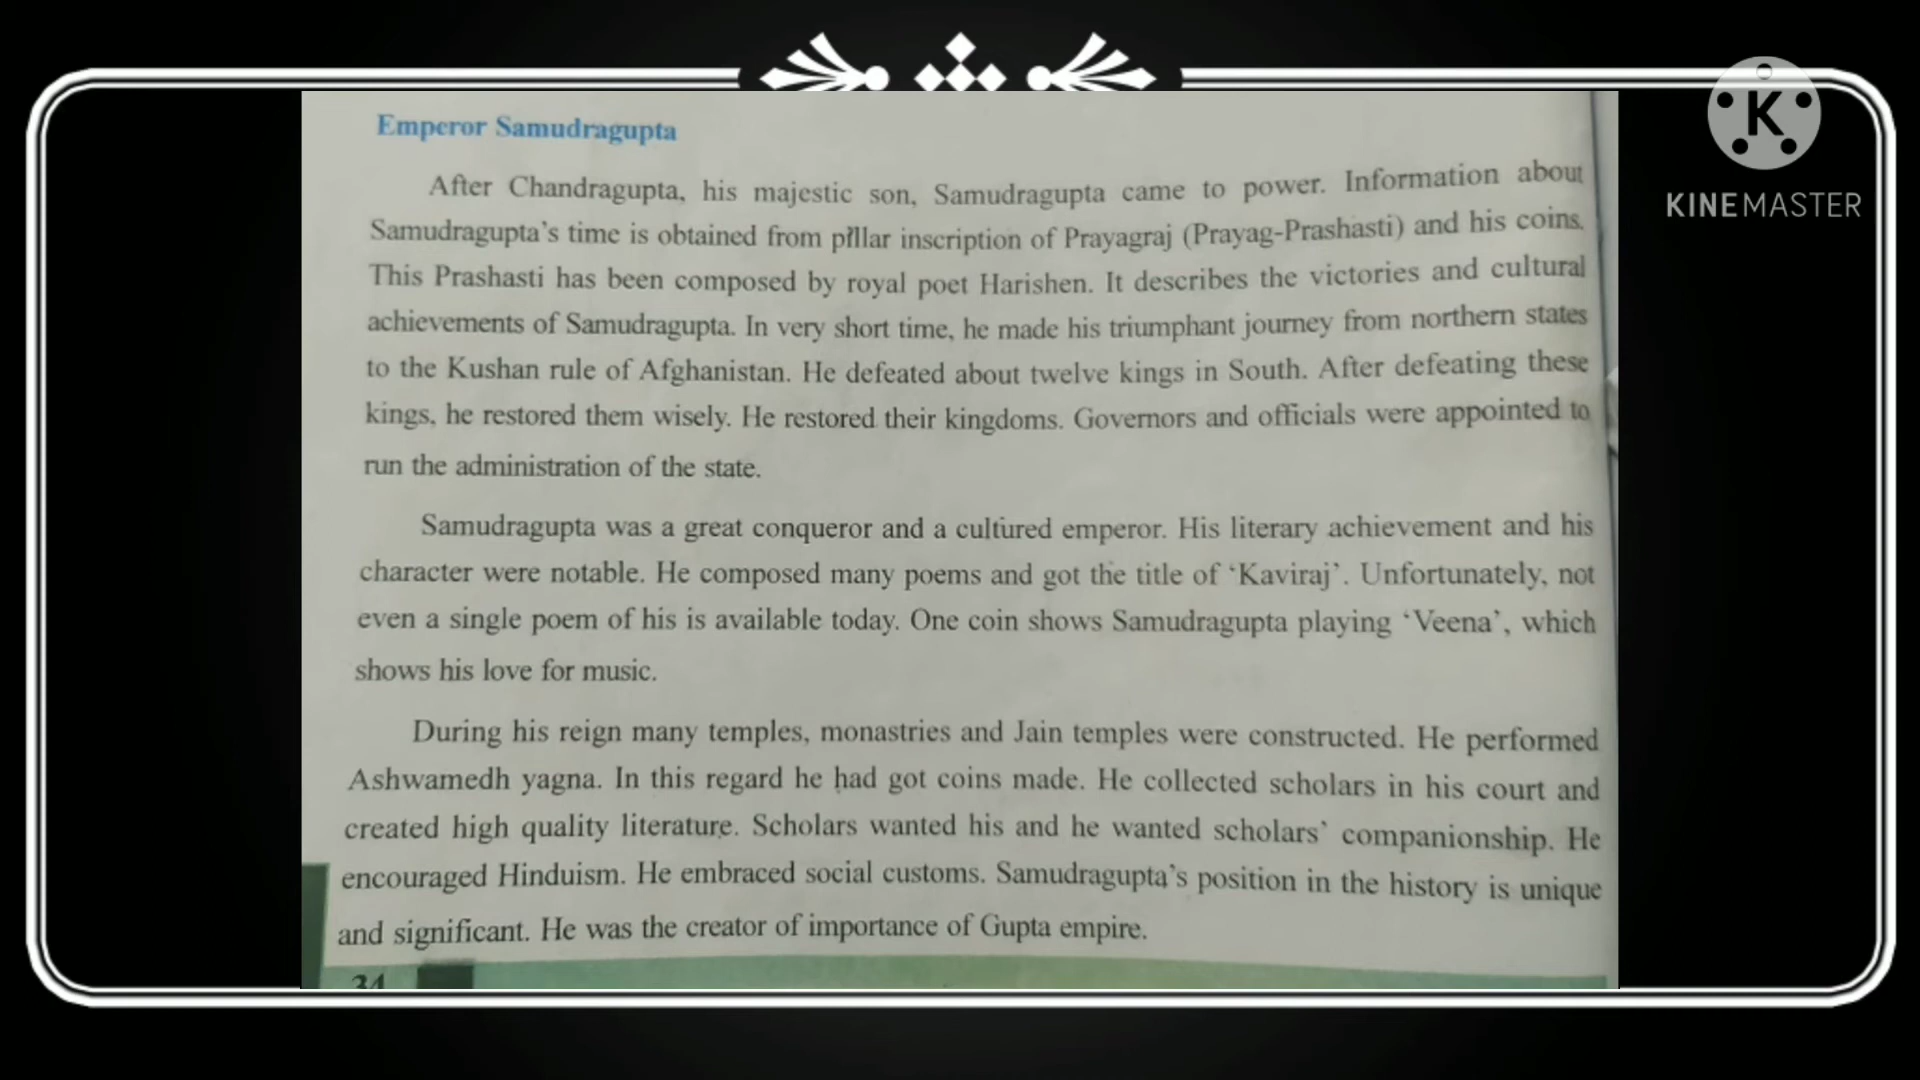 Emperor Samudragupta
After Chandragupta, his majestic son, Samudragupta came to power. Information about
Samudragupta's time is obtained from pillar inscription of Prayagraj (Prayag-Prashasti) and his coins.
This Prashasti has been composed by royal poet Harishen. It describes the victories and cultural
achievements of Samudragupta. In very short time, he made his triumphant journey from northern states
to the Kushan rule of Afghanistan. He defeated about twelve kings in South. After defeating these
kings, he restored them wisely. He restored their kingdoms. Governors and officials were appointed to
run the administration of the state.
Samudragupta was a great conqueror and a cultured emperor. His literary achievement and his
character were notable. He composed many poems and got the title of 'Kaviraj'. Unfortunately, not
even a single poem of his is available today. One coin shows Samudragupta playing 'Veena', which
shows his love for music.
During his reign many temples, monastries and Jain temples were constructed. He performed
Ashwamedh yagna. In this regard he had got coins made. He collected scholars in his court and
created high quality literature. Scholars wanted his and he wanted scholars' companionship. He
encouraged Hinduism. He embraced social customs. Samudragupta's position in the history is unique
and significant. He was the creator of importance of Gupta empire.
34
K
KINEMASTER